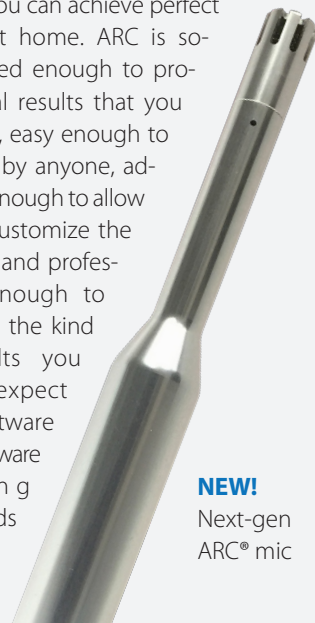 you can achieve perfect
t home. ARC is so-
ed enough to pro-
l results that you
, easy enough to
by anyone, ad-
nough to allow
ustomize the
and profes-
nough to
the kind
lts you
expect
tware
ware
n g
ds
NEW!
Next-gen
ARC® mic